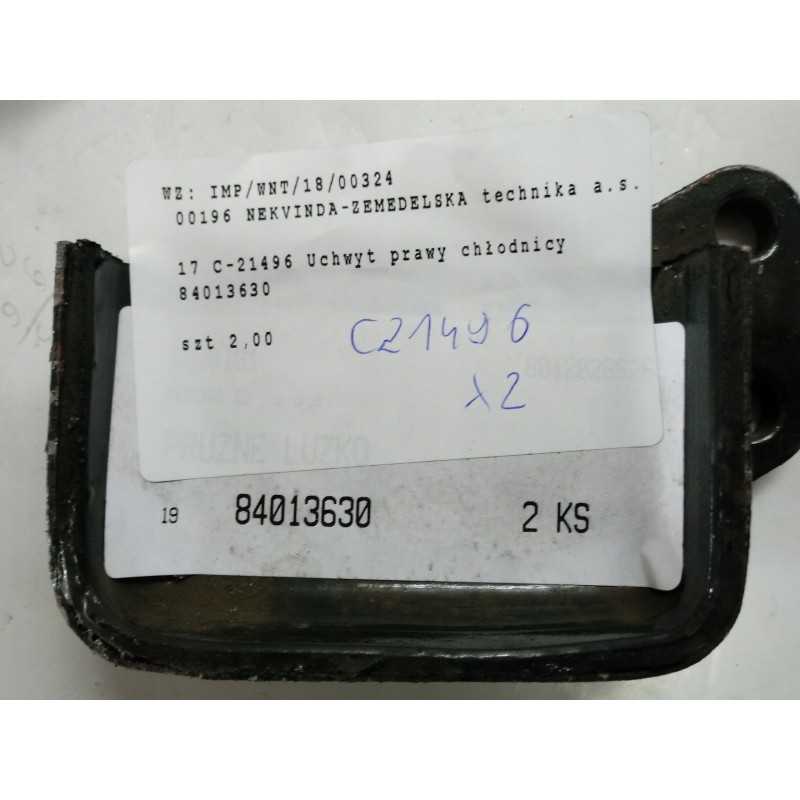 WZ: IMP/WNT/18/00324
00196 NEKVINDA-ZEMEDELSKA technika a.s.
17 C-21496 Uchwyt prawy chłodnicy
84013630
szt 2,00
C21496
x2
PRUZNE LUZKO
19 84013630 2 KS